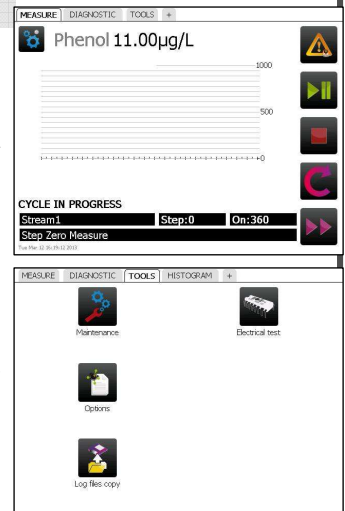 MEASURE DIAGNOSTIC TOOLS +
Phenol 11.00µg/L
1000
500
0
CYCLE IN PROGRESS
Stream1 Step:0 On:360
Step Zero Measure
MEASURE DIAGNOSTIC TOOLS HISTOGRAM +
Maintenance Electrical test
Options
Log files copy